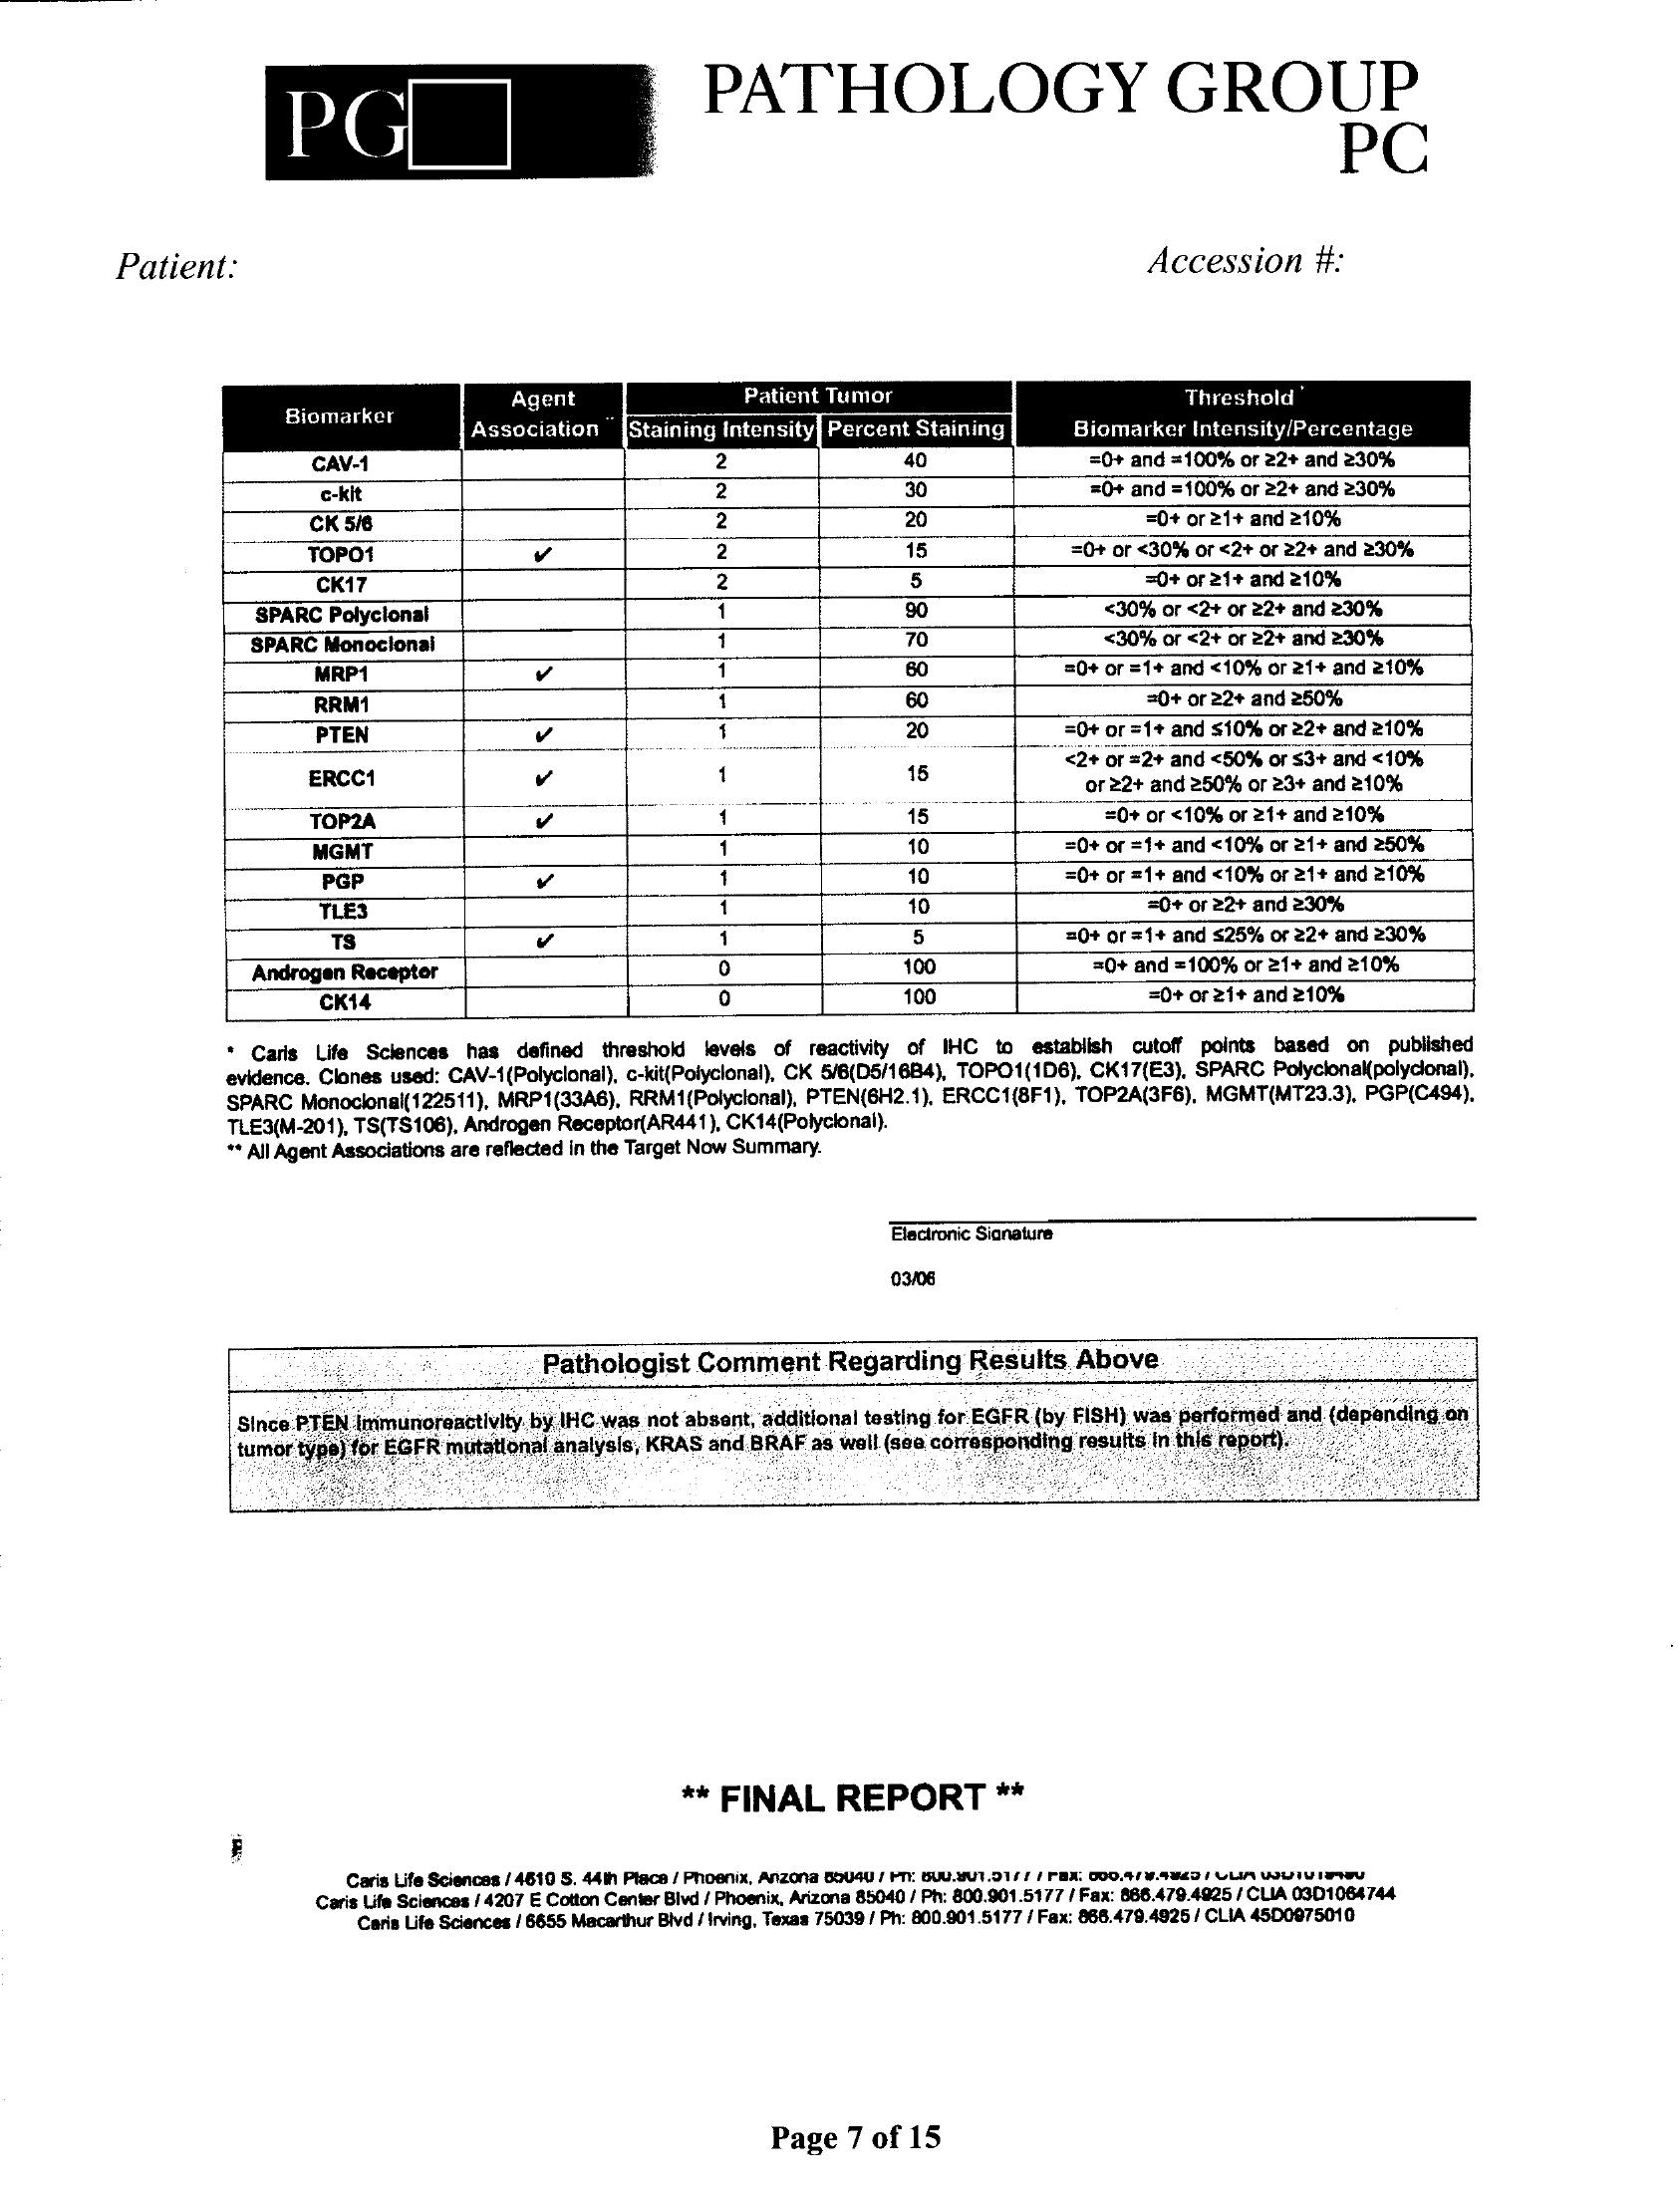 PG
PATHOLOGY GROUP
PC
Patient:
Accession #:
Biomarker Agent Association ** Patient Tumor Threshold *
Staining Intensity Percent Staining Biomarker Intensity/Percentage
CAV-1 2 40 =0+ and =100% or ≥2+ and ≥30%
c-kit 2 30 =0+ and =100% or ≥2+ and ≥30%
CK 5/6 2 20 =0+ or ≥1+ and ≥10%
TOPO1 ✔ 2 15 =0+ or <30% or <2+ or ≥2+ and ≥30%
CK17 2 5 =0+ or ≥1+ and ≥10%
SPARC Polyclonal 1 90 <30% or <2+ or ≥2+ and ≥30%
SPARC Monoclonal 1 70 <30% or <2+ or ≥2+ and ≥30%
MRP1 ✔ 1 60 =0+ or =1+ and <10% or ≥1+ and ≥10%
RRM1 1 60 =0+ or ≥2+ and ≥50%
PTEN ✔ 1 20 =0+ or =1+ and ≤10% or ≥2+ and ≥10%
ERCC1 ✔ 1 15 <2+ or =2+ and <50% or ≤3+ and <10%
or ≥2+ and ≥50% or ≥3+ and ≥10%
TOP2A ✔ 1 15 =0+ or <10% or ≥1+ and ≥10%
MGMT 1 10 =0+ or =1+ and <10% or ≥1+ and ≥50%
PGP ✔ 1 10 =0+ or =1+ and <10% or ≥1+ and ≥10%
TLE3 1 10 =0+ or ≥2+ and ≥30%
TS ✔ 1 5 =0+ or =1+ and ≤25% or ≥2+ and ≥30%
Androgen Receptor 0 100 =0+ and =100% or ≥1+ and ≥10%
CK14 0 100 =0+ or ≥1+ and ≥10%
* Caris Life Sciences has defined threshold levels of reactivity of IHC to establish cutoff points based on published
evidence. Clones used: CAV-1(Polyclonal), c-kit(Polyclonal), CK 5/6(D5/16B4), TOPO1(1D6), CK17(E3), SPARC Polyclonal(polyclonal),
SPARC Monoclonal(122511), MRP1(33A6), RRM1(Polyclonal), PTEN(6H2.1), ERCC1(8F1), TOP2A(3F6), MGMT(MT23.3), PGP(C494),
TLE3(M-201), TS(TS106), Androgen Receptor(AR441), CK14(Polyclonal).
** All Agent Associations are reflected in the Target Now Summary.
Electronic Signature
03/06
Pathologist Comment Regarding Results Above
Since PTEN immunoreactivity by IHC was not absent, additional testing for EGFR (by FISH) was performed and (depending on
tumor type) for EGFR mutational analysis, KRAS and BRAF as well (see corresponding results in this report).
** FINAL REPORT **
Caris Life Sciences / 4610 S. 44th Place / Phoenix, Arizona 85040 / Ph: 800.901.5177 / Fax: 866.479.4925 / CLIA
Caris Life Sciences / 4207 E Cotton Center Blvd / Phoenix, Arizona 85040 / Ph: 800.901.5177 / Fax: 866.479.4925 / CLIA 03D1064744
Caris Life Sciences / 6655 Macarthur Blvd / Irving, Texas 75039 / Ph: 800.901.5177 / Fax: 866.479.4925 / CLIA 45D0975010
Page 7 of 15